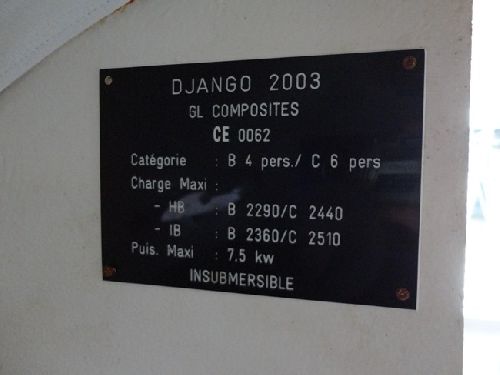 DJANGO 2003
GL COMPOSITES
CE 0062
Catégorie : B 4 pers./ C 6 pers
Charge Maxi :
- HB : B 2290/C 2440
- IB : B 2360/C 2510
Puis. Maxi : 7.5 kw
INSUBMERSIBLE